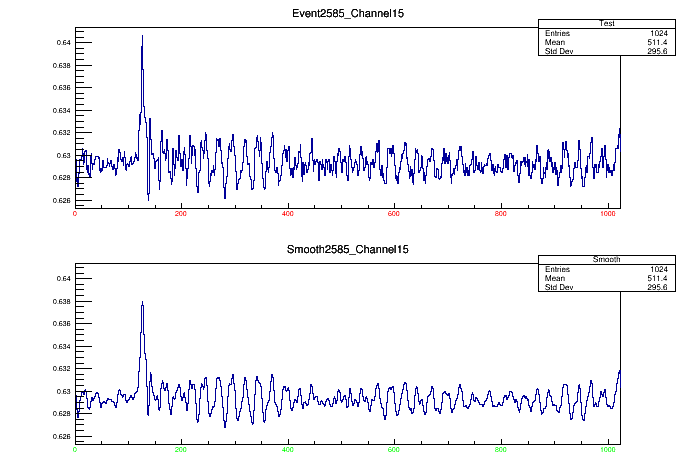 Event2585_Channel15
Test
Entries 1024
Mean 511.4
Std Dev 295.6
0.64
0.638
0.636
0.634
0.632
0.63
0.628
0.626
0 200 400 600 800 1000
Smooth2585_Channel15
Smooth
Entries 1024
Mean 511.4
Std Dev 295.6
0.64
0.638
0.636
0.634
0.632
0.63
0.628
0.626
0 200 400 600 800 1000